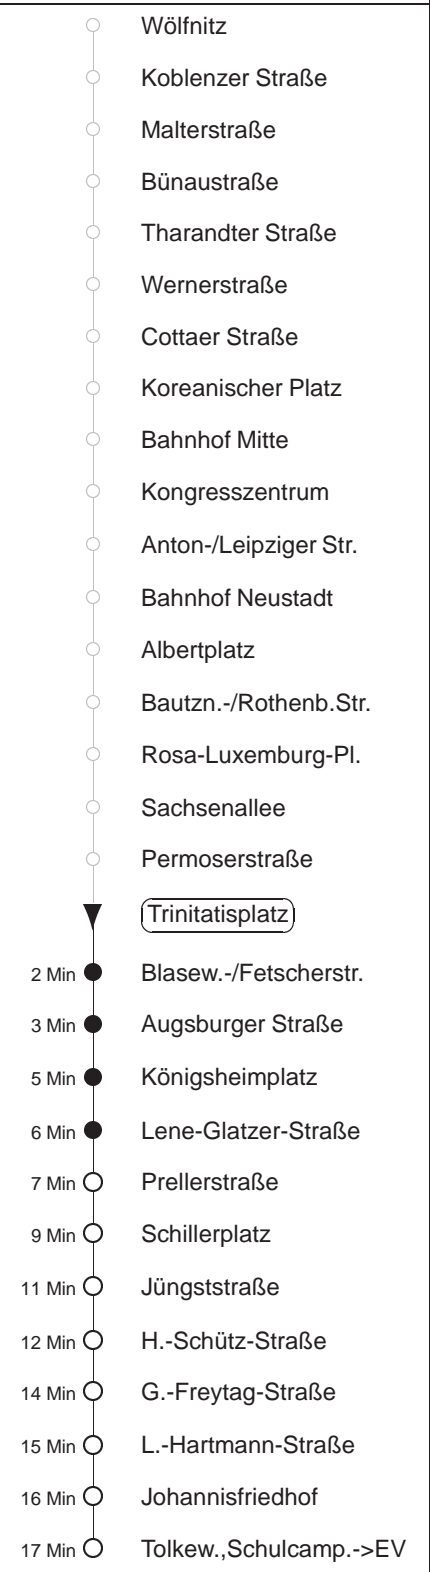 Wölfnitz
Koblenzer Straße
Malterstraße
Bünaustraße
Tharandter Straße
Wernerstraße
Cottaer Straße
Koreanischer Platz
Bahnhof Mitte
Kongresszentrum
Anton-/Leipziger Str.
Bahnhof Neustadt
Albertplatz
Bautzn.-/Rothenb.Str.
Rosa-Luxemburg-Pl.
Sachsenallee
Permoserstraße
Trinitatisplatz
2 Min Blasew.-/Fetscherstr.
3 Min Augsburger Straße
5 Min Königsheimplatz
6 Min Lene-Glatzer-Straße
7 Min Prellerstraße
9 Min Schillerplatz
11 Min Jüngststraße
12 Min H.-Schütz-Straße
14 Min G.-Freytag-Straße
15 Min L.-Hartmann-Straße
16 Min Johannisfriedhof
17 Min Tolkew.,Schulcamp.->EV